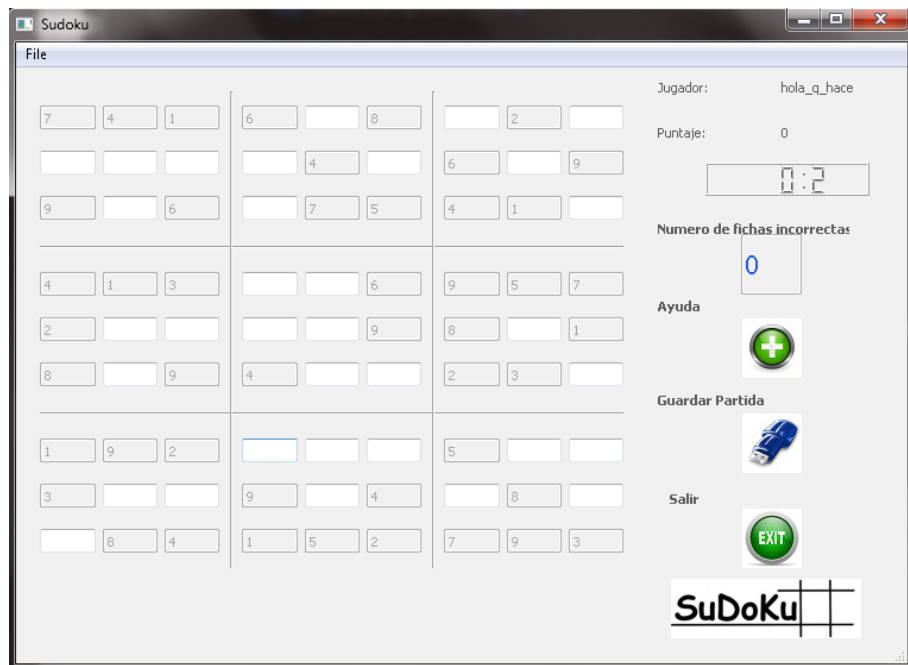 Sudoku
File
Jugador: hola_q_hace
7 4 1 6 8 2
Puntaje: 0
4 6 9
0:2
9 6 7 5 4 1
Numero de fichas incorrectas
0
4 1 3 6 9 5 7
Ayuda
2 9 8 1
8 9 4 2 3
Guardar Partida
1 9 2 5
3 9 4 8
Salir
8 4 1 5 2 7 9 3
EXIT
SuDoKu